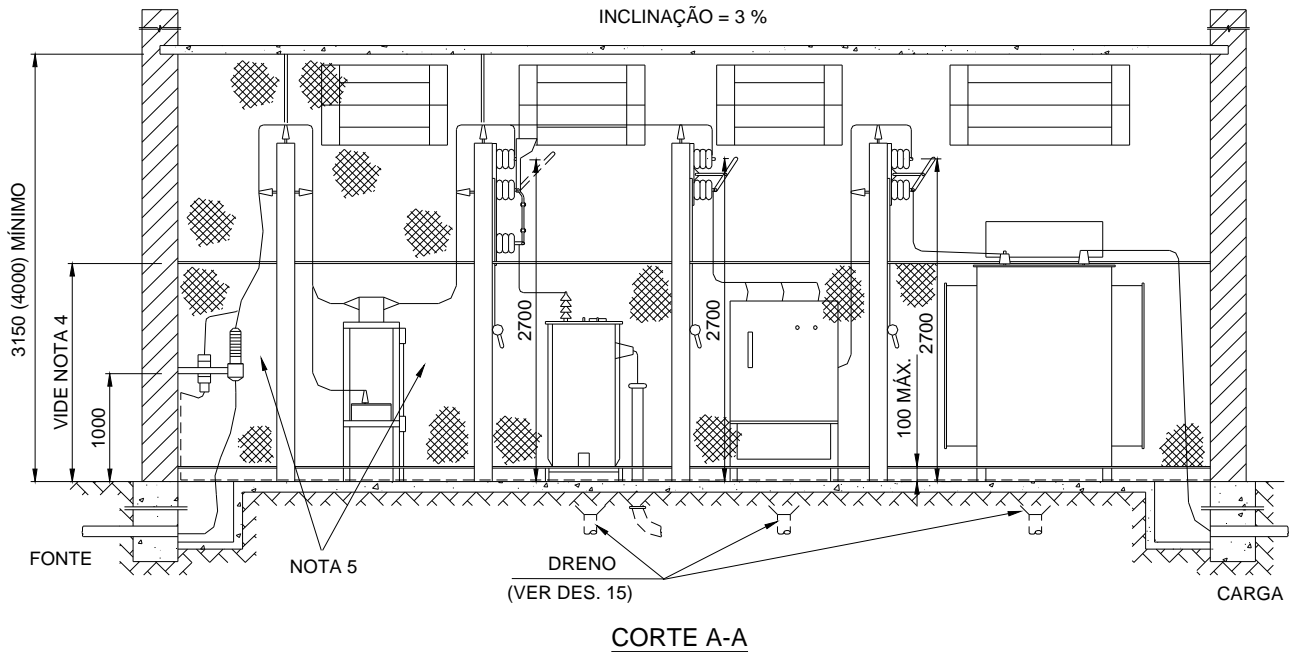 INCLINAÇÃO = 3 %
3150 (4000) MÍNIMO
VIDE NOTA 4
1000
2700
2700
100 MÁX.
2700
FONTE
NOTA 5
DRENO
(VER DES. 15)
CARGA
CORTE A-A